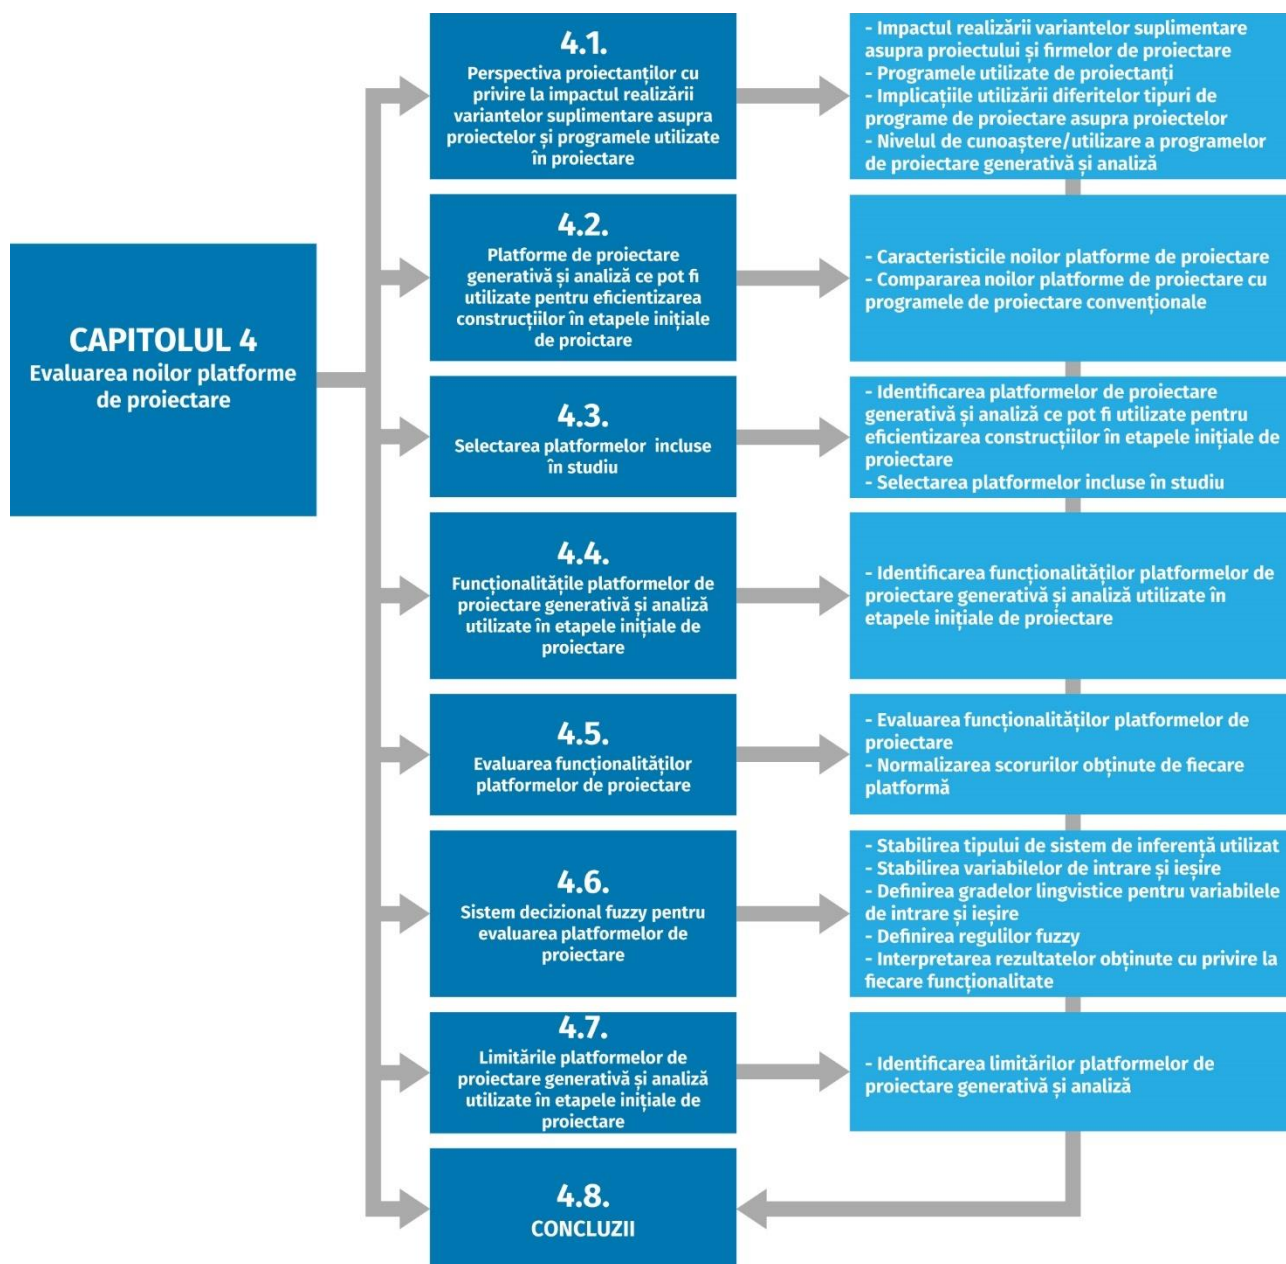 CAPITOLUL 4
Evaluarea noilor platforme
de proiectare
4.1.
Perspectiva proiectanților cu
privire la impactul realizării
variantelor suplimentare asupra
proiectelor și programele utilizate
în proiectare
- Impactul realizării variantelor suplimentare
asupra proiectului și firmelor de proiectare
- Programele utilizate de proiectanți
- Implicațiile utilizării diferitelor tipuri de
programe de proiectare asupra proiectelor
- Nivelul de cunoaștere/utilizare a programelor
de proiectare generativă și analiză
4.2.
Platforme de proiectare
generativă și analiză ce pot fi
utilizate pentru eficientizarea
construcțiilor în etapele inițiale
de proictare
- Caracteristicile noilor platforme de proiectare
- Compararea noilor platforme de proiectare cu
programele de proiectare convenționale
4.3.
Selectarea platformelor incluse
în studiu
- Identificarea platformelor de proiectare
generativă și analiză ce pot fi utilizate pentru
eficientizarea construcțiilor în etapele inițiale de
proiectare
- Selectarea platformelor incluse în studiu
4.4.
Funcționalitățile platformelor de
proiectare generativă și analiză
utilizate în etapele inițiale de
proiectare
- Identificarea funcționalităților platformelor de
proiectare generativă și analiză utilizate în
etapele inițiale de proiectare
4.5.
Evaluarea funcționalităților
platformelor de proiectare
- Evaluarea funcționalităților platformelor de
proiectare
- Normalizarea scorurilor obținute de fiecare
platformă
4.6.
Sistem decizional fuzzy pentru
evaluarea platformelor de
proiectare
- Stabilirea tipului de sistem de inferență utilizat
- Stabilirea variabilelor de intrare și ieșire
- Definirea gradelor lingvistice pentru variabilele
de intrare și ieșire
- Definirea regulilor fuzzy
- Interpretarea rezultatelor obținute cu privire la
fiecare funcționalitate
4.7.
Limitările platformelor de
proiectare generativă și analiză
utilizate în etapele inițiale de
proiectare
- Identificarea limitărilor platformelor de
proiectare generativă și analiză
4.8.
CONCLUZII